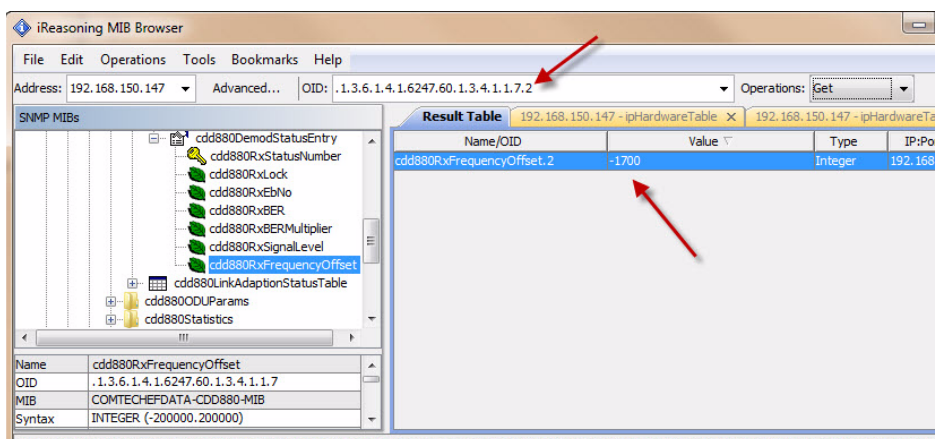 iReasoning MIB Browser
File Edit Operations Tools Bookmarks Help
Address: 192.168.150.147 Advanced... OID: .1.3.6.1.4.1.6247.60.1.3.4.1.1.7.2 Operations: Get
SNMP MIBs
cdd880DemodStatusEntry
cdd880RxStatusNumber
cdd880RxLock
cdd880RxEbNo
cdd880RxBER
cdd880RxBERMultiplier
cdd880RxSignalLevel
cdd880RxFrequencyOffset
cdd880LinkAdaptionStatusTable
cdd880ODUParams
cdd880Statistics
Name cdd880RxFrequencyOffset
OID .1.3.6.1.4.1.6247.60.1.3.4.1.1.7
MIB COMTECHEFDATA-CDD880-MIB
Syntax INTEGER (-200000.200000)
Result Table 192.168.150.147 - ipHardwareTable 192.168.150.147 - ipHardwareTa
Name/OID Value Type IP:Po
cdd880RxFrequencyOffset.2 -1700 Integer 192.168